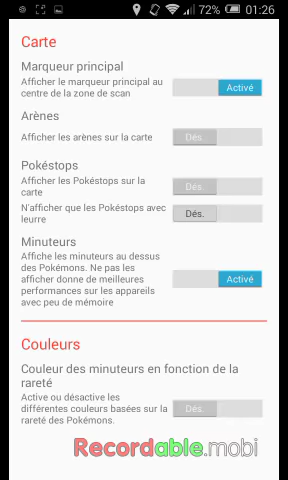 72% 01:26
Carte
Marqueur principal
Afficher le marqueur principal au
centre de la zone de scan
Activé
Arènes
Afficher les arènes sur la carte
Dés.
Pokéstops
Afficher les Pokéstops sur la
carte
Dés.
N'afficher que les Pokéstops avec
leurre
Dés.
Minuteurs
Affiche les minuteurs au dessus
des Pokémons. Ne pas les
afficher donne de meilleures
performances sur les appareils
avec peu de mémoire
Activé
Couleurs
Couleur des minuteurs en fonction de la
rareté
Active ou désactive les
différentes couleurs basées sur la
rareté des Pokémon.
Dés.
Recordable.mobi